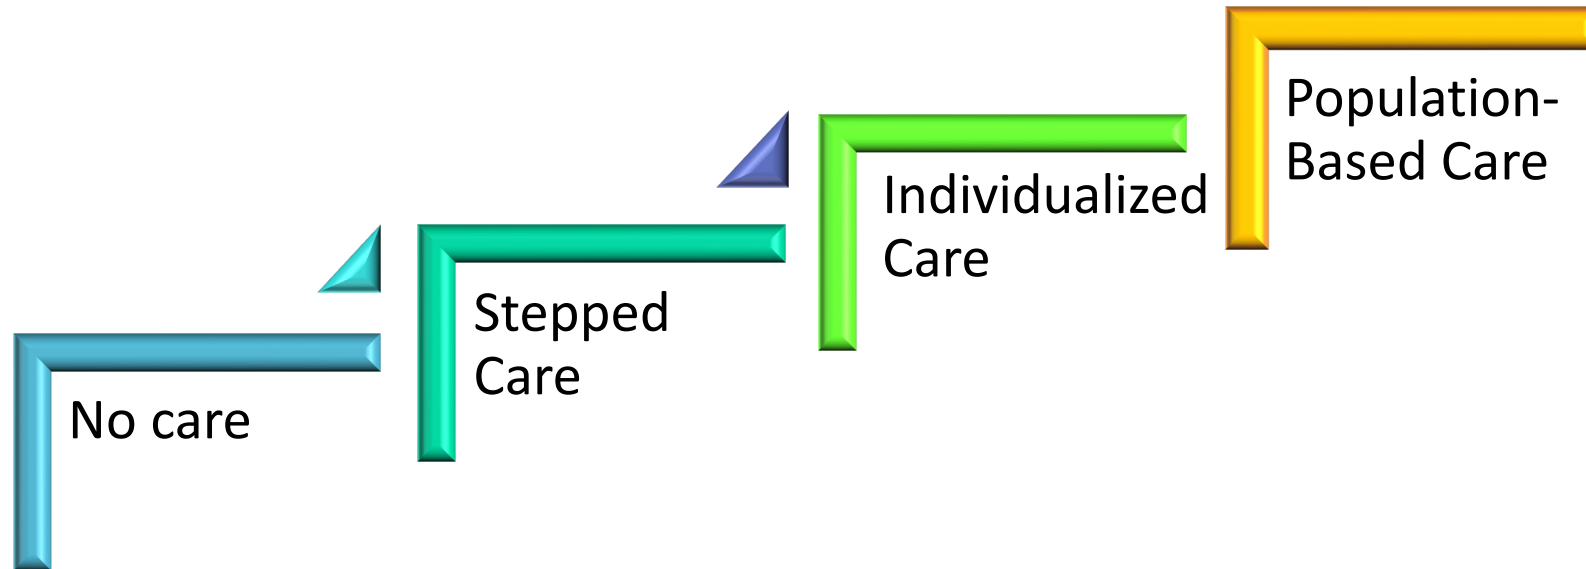 No care
Stepped
Care
Individualized
Care
Population-
Based Care